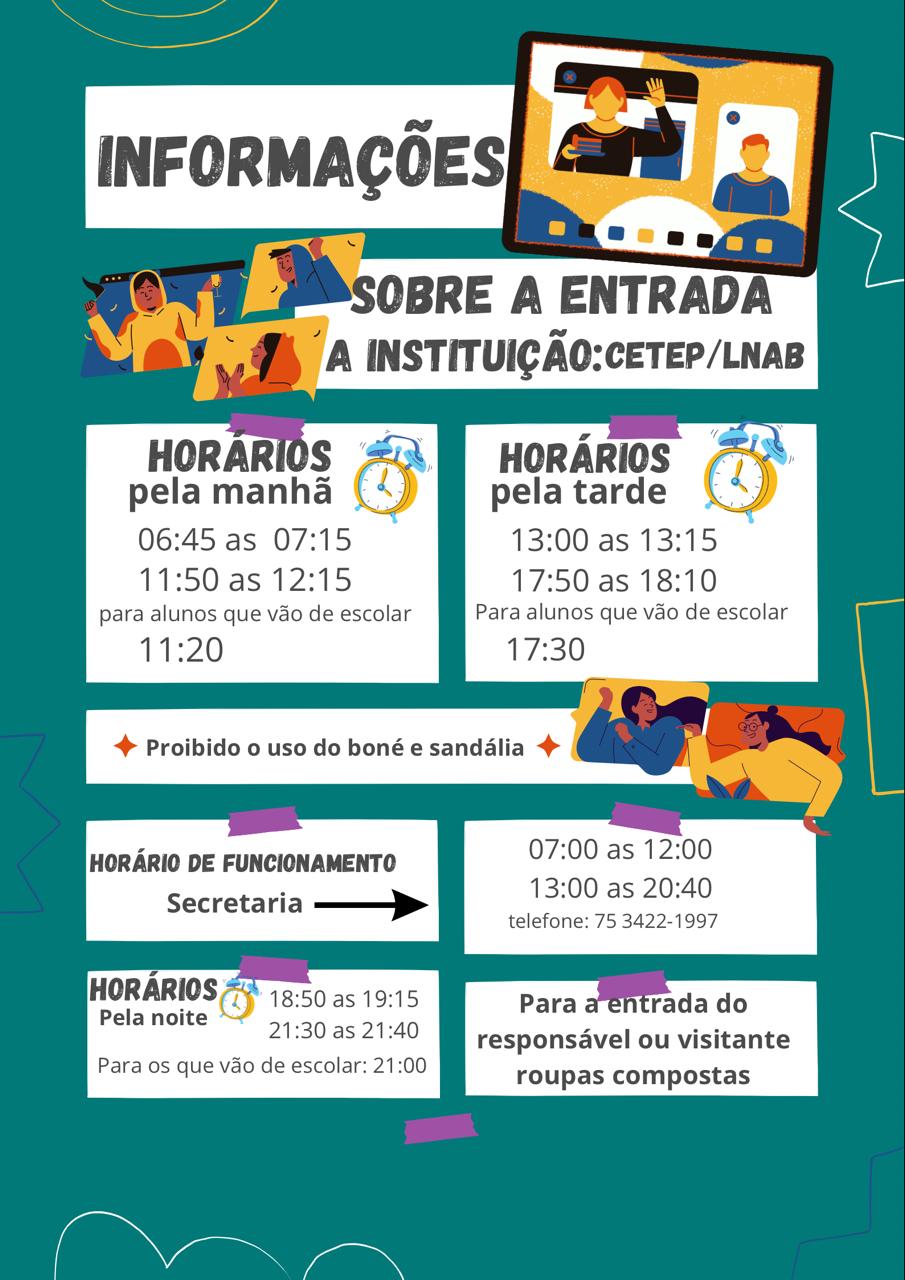 INFORMAÇÕES
SOBRE A ENTRADA
A INSTITUIÇÃO:CETEP/LNAB
HORÁRIOS
pela manhã
06:45 as 07:15
11:50 as 12:15
para alunos que vão de escolar
11:20
HORÁRIOS
pela tarde
13:00 as 13:15
17:50 as 18:10
Para alunos que vão de escolar
17:30
Proibido o uso do boné e sandália
HORÁRIO DE FUNCIONAMENTO
Secretaria
07:00 as 12:00
13:00 as 20:40
telefone: 75 3422-1997
HORÁRIOS
Pela noite
18:50 as 19:15
21:30 as 21:40
Para os que vão de escolar: 21:00
Para a entrada do
responsável ou visitante
roupas compostas